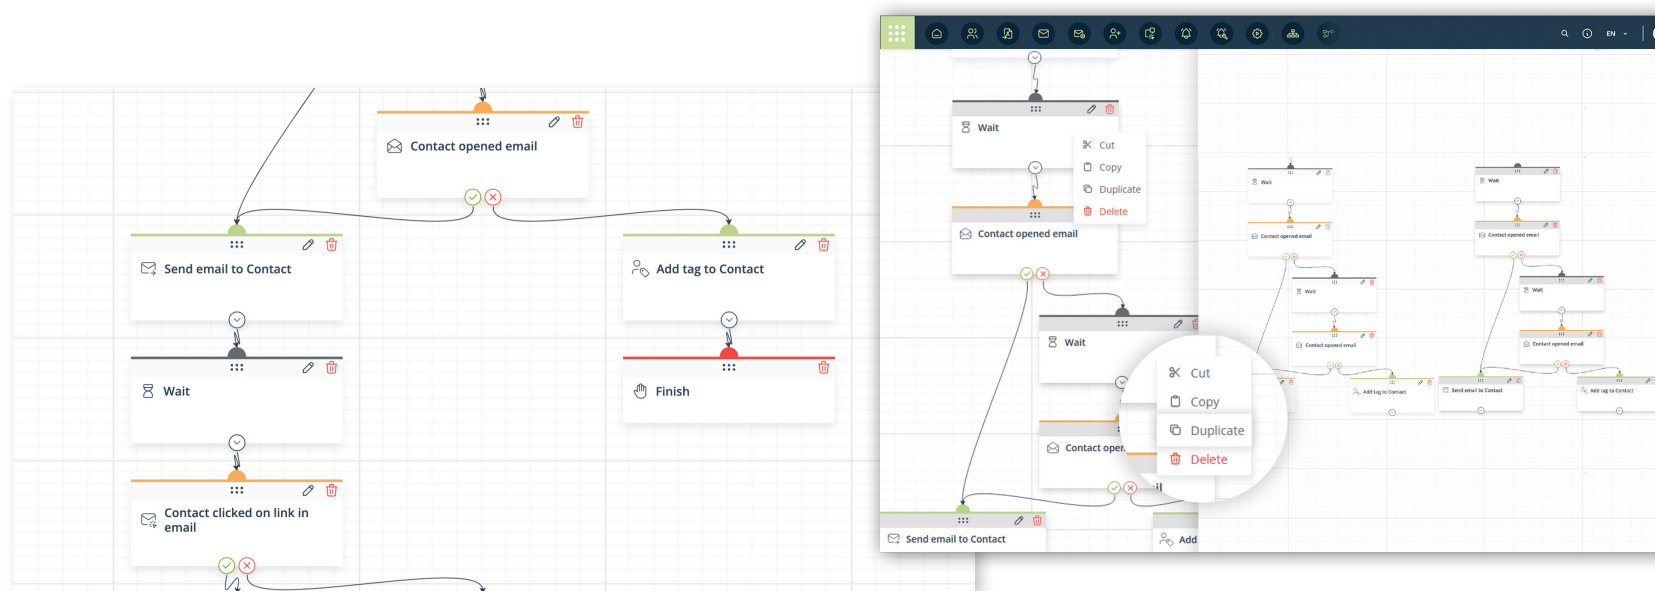 Contact opened email
Send email to Contact
Add tag to Contact
Wait
Finish
Contact clicked on link in
email
EN
Wait
Cut
Copy
Duplicate
Delete
Contact opened email
Wait
Contact oper
Send email to Contact
Add
Cut
Copy
Duplicate
Delete
il
Wait
Contact opened email
Wait
Contact opened email
Add tag to Contact
Wait
Contact opened email
Wait
Contact opened email
Send email to Contact
Add tag to Contact